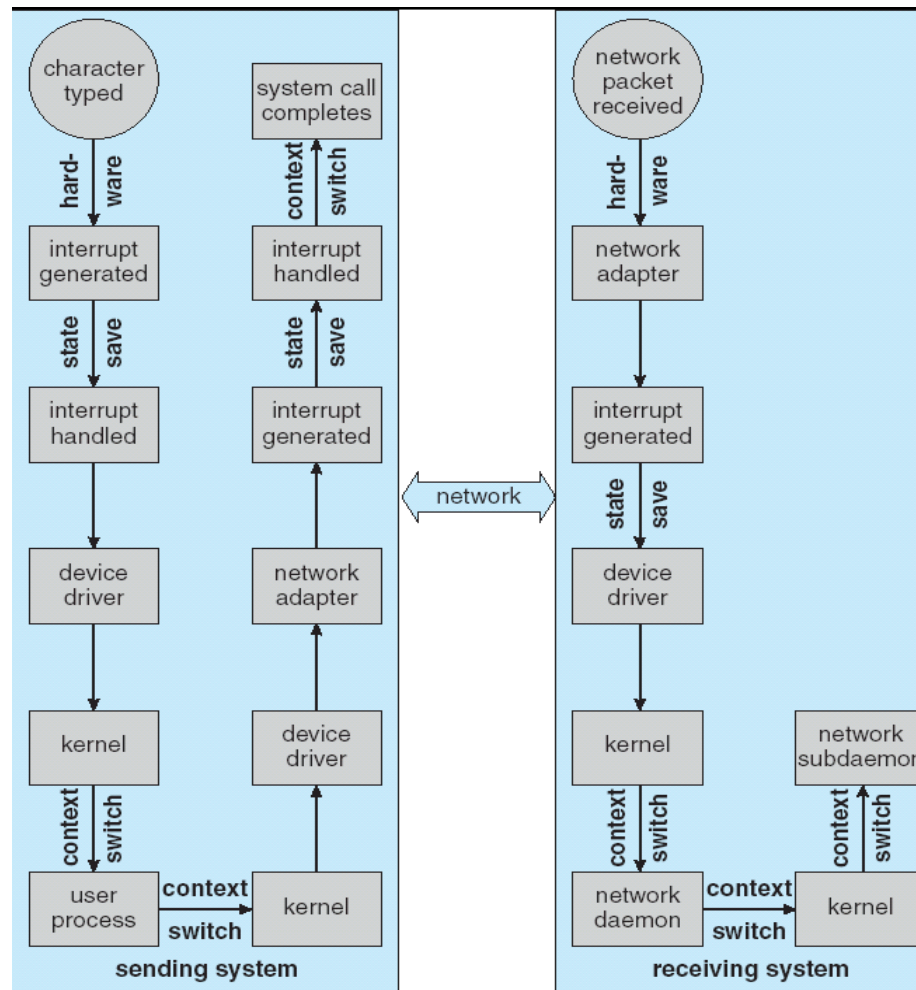 character
typed
hard-
ware
interrupt
generated
state
save
interrupt
handled
device
driver
kernel
context
switch
user
process
context
switch
kernel
device
driver
network
adapter
interrupt
generated
state
save
interrupt
handled
context
switch
system call
completes
sending system
network
network
packet
received
hard-
ware
network
adapter
interrupt
generated
state
save
device
driver
kernel
context
switch
network
daemon
context
switch
kernel
context
switch
network
subdaemon
receiving system